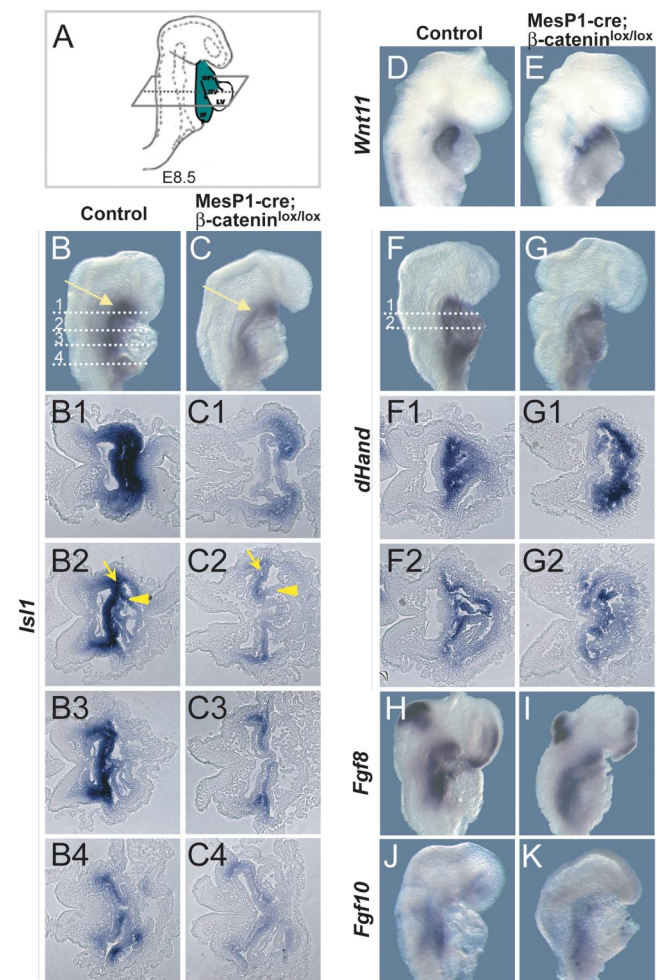 A
OFT
RV
LV
IF
E8.5
Control
MesP1-cre;
β-catenin lox/lox
B
C
1
2
3
4
B1
C1
B2
C2
B3
C3
B4
C4
Isl1
Control
MesP1-cre;
β-catenin lox/lox
D
E
Wnt11
F
G
1
2
F1
G1
F2
G2
dHand
H
I
Fgf8
J
K
Fgf10